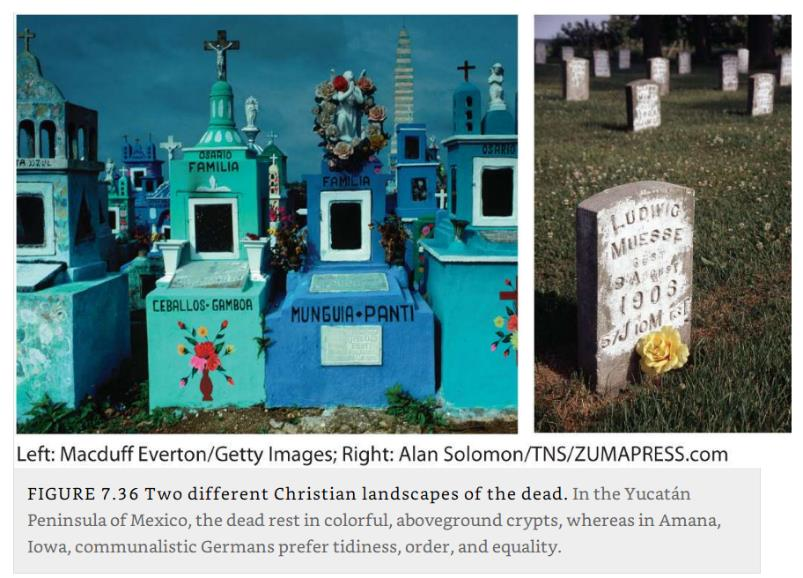 OSARIO
FAMILIA
CEBALLOS-GAMBOA
FAMILIA
MUNGUIA•PANTI
OSARIO
LUDWIG
MUESSE
GEST
9 AUGUST
1906
57J 10M
Left: Macduff Everton/Getty Images; Right: Alan Solomon/TNS/ZUMAPRESS.com
FIGURE 7.36 Two different Christian landscapes of the dead. In the Yucatán
Peninsula of Mexico, the dead rest in colorful, aboveground crypts, whereas in Amana,
Iowa, communalistic Germans prefer tidiness, order, and equality.